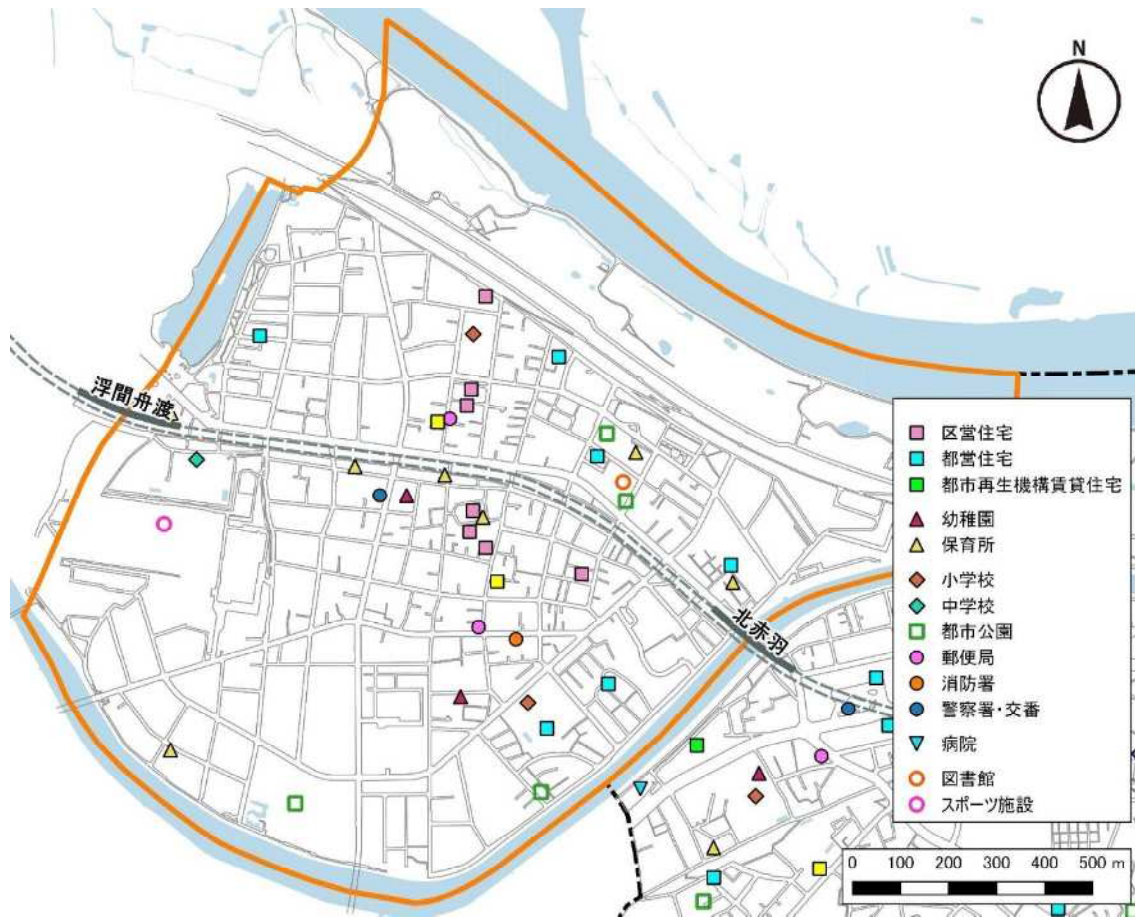 N
浮間舟渡
北赤羽
区営住宅
都営住宅
都市再生機構賃貸住宅
幼稚園
保育所
小学校
中学校
都市公園
郵便局
消防署
警察署・交番
病院
図書館
スポーツ施設
0 100 200 300 400 500 m